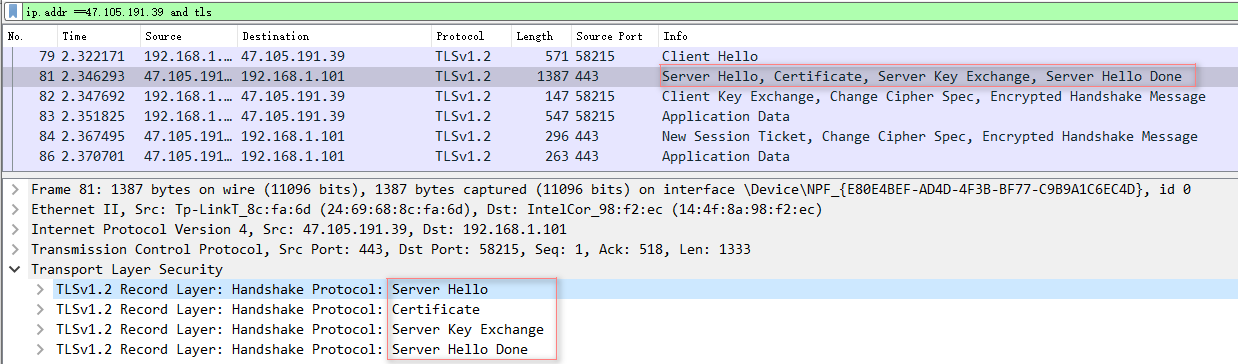 ip.addr ==47.105.191.39 and tls
No. Time Source Destination Protocol Length Source Port Info
79 2.322171 192.168.1.… 47.105.191.39 TLSv1.2 571 58215 Client Hello
81 2.346293 47.105.191… 192.168.1.101 TLSv1.2 1387 443 Server Hello, Certificate, Server Key Exchange, Server Hello Done
82 2.347692 192.168.1.… 47.105.191.39 TLSv1.2 147 58215 Client Key Exchange, Change Cipher Spec, Encrypted Handshake Message
83 2.351825 192.168.1.… 47.105.191.39 TLSv1.2 547 58215 Application Data
84 2.367495 47.105.191… 192.168.1.101 TLSv1.2 296 443 New Session Ticket, Change Cipher Spec, Encrypted Handshake Message
86 2.370701 47.105.191… 192.168.1.101 TLSv1.2 263 443 Application Data
Frame 81: 1387 bytes on wire (11096 bits), 1387 bytes captured (11096 bits) on interface \Device\NPF_{E80E4BEF-AD4D-4F3B-BF77-C9B9A1C6EC4D}, id 0
Ethernet II, Src: Tp-LinkT_8c:fa:6d (24:69:68:8c:fa:6d), Dst: IntelCor_98:f2:ec (14:4f:8a:98:f2:ec)
Internet Protocol Version 4, Src: 47.105.191.39, Dst: 192.168.1.101
Transmission Control Protocol, Src Port: 443, Dst Port: 58215, Seq: 1, Ack: 518, Len: 1333
Transport Layer Security
TLSv1.2 Record Layer: Handshake Protocol: Server Hello
TLSv1.2 Record Layer: Handshake Protocol: Certificate
TLSv1.2 Record Layer: Handshake Protocol: Server Key Exchange
TLSv1.2 Record Layer: Handshake Protocol: Server Hello Done